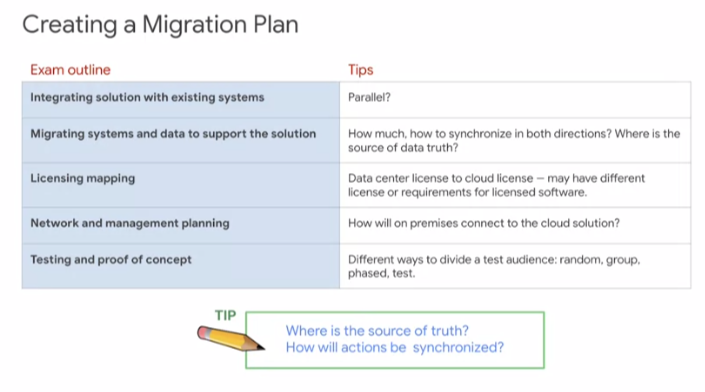 Creating a Migration Plan
Exam outline
Tips
Integrating solution with existing systems
Parallel?
Migrating systems and data to support the solution
How much, how to synchronize in both directions? Where is the
source of data truth?
Licensing mapping
Data center license to cloud license – may have different
license or requirements for licensed software.
Network and management planning
How will on premises connect to the cloud solution?
Testing and proof of concept
Different ways to divide a test audience: random, group,
phased, test.
TIP
Where is the source of truth?
How will actions be synchronized?